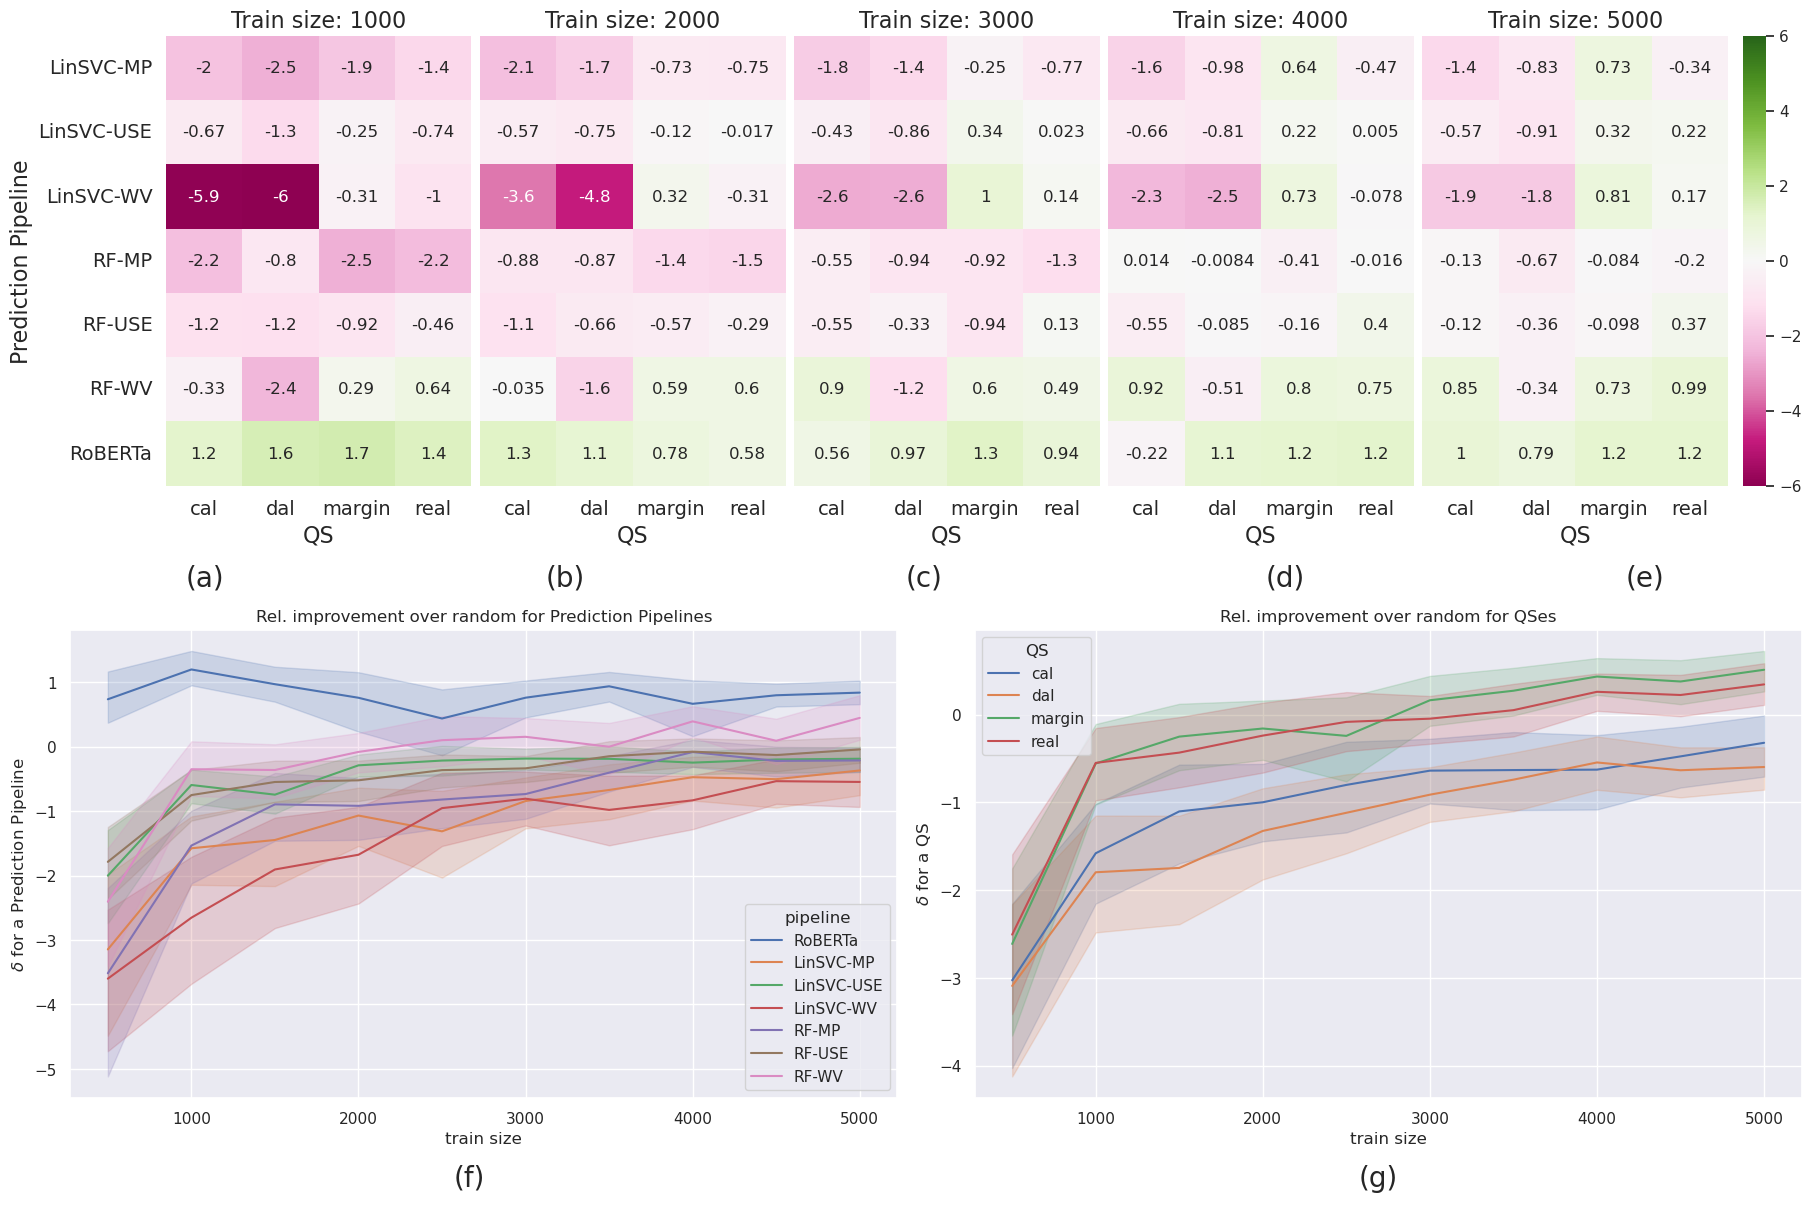 Train size: 1000 Train size: 2000 Train size: 3000 Train size: 4000 Train size: 5000
Prediction Pipeline
LinSVC-MP -2 -2.5 -1.9 -1.4 -2.1 -1.7 -0.73 -0.75 -1.8 -1.4 -0.25 -0.77 -1.6 -0.98 0.64 -0.47 -1.4 -0.83 0.73 -0.34
LinSVC-USE -0.67 -1.3 -0.25 -0.74 -0.57 -0.75 -0.12 -0.017 -0.43 -0.86 0.34 0.023 -0.66 -0.81 0.22 0.005 -0.57 -0.91 0.32 0.22
LinSVC-WV -5.9 -6 -0.31 -1 -3.6 -4.8 0.32 -0.31 -2.6 -2.6 1 0.14 -2.3 -2.5 0.73 -0.078 -1.9 -1.8 0.81 0.17
RF-MP -2.2 -0.8 -2.5 -2.2 -0.88 -0.87 -1.4 -1.5 -0.55 -0.94 -0.92 -1.3 0.014 -0.0084 -0.41 -0.016 -0.13 -0.67 -0.084 -0.2
RF-USE -1.2 -1.2 -0.92 -0.46 -1.1 -0.66 -0.57 -0.29 -0.55 -0.33 -0.94 0.13 -0.55 -0.085 -0.16 0.4 -0.12 -0.36 -0.098 0.37
RF-WV -0.33 -2.4 0.29 0.64 -0.035 -1.6 0.59 0.6 0.9 -1.2 0.6 0.49 0.92 -0.51 0.8 0.75 0.85 -0.34 0.73 0.99
RoBERTa 1.2 1.6 1.7 1.4 1.3 1.1 0.78 0.58 0.56 0.97 1.3 0.94 -0.22 1.1 1.2 1.2 1 0.79 1.2 1.2
cal dal margin real cal dal margin real cal dal margin real cal dal margin real cal dal margin real
QS QS QS QS QS
6
4
2
0
−2
−4
−6
(a) (b) (c) (d) (e)
Rel. improvement over random for Prediction Pipelines
δ for a Prediction Pipeline
1
0
−1
−2
−3
−4
−5
pipeline
RoBERTa
LinSVC-MP
LinSVC-USE
LinSVC-WV
RF-MP
RF-USE
RF-WV
1000 2000 3000 4000 5000
train size
(f)
Rel. improvement over random for QSes
δ for a QS
QS
cal
dal
margin
real
0
−1
−2
−3
−4
1000 2000 3000 4000 5000
train size
(g)